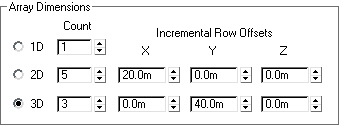 Array Dimensions
Count
Incremental Row Offsets
X Y Z
1D 1
2D 5 20.0m 0.0m 0.0m
3D 3 0.0m 40.0m 0.0m